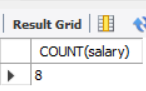 Result Grid
COUNT(salary)
8